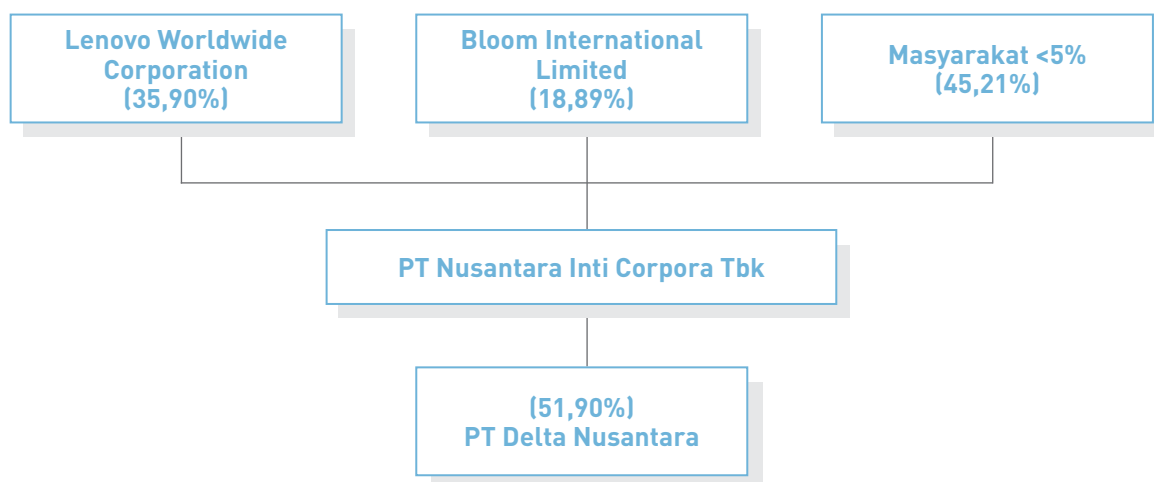 Lenovo Worldwide
Corporation
(35,90%)
Bloom International
Limited
(18,89%)
Masyarakat <5%
(45,21%)
PT Nusantara Inti Corpora Tbk
(51,90%)
PT Delta Nusantara